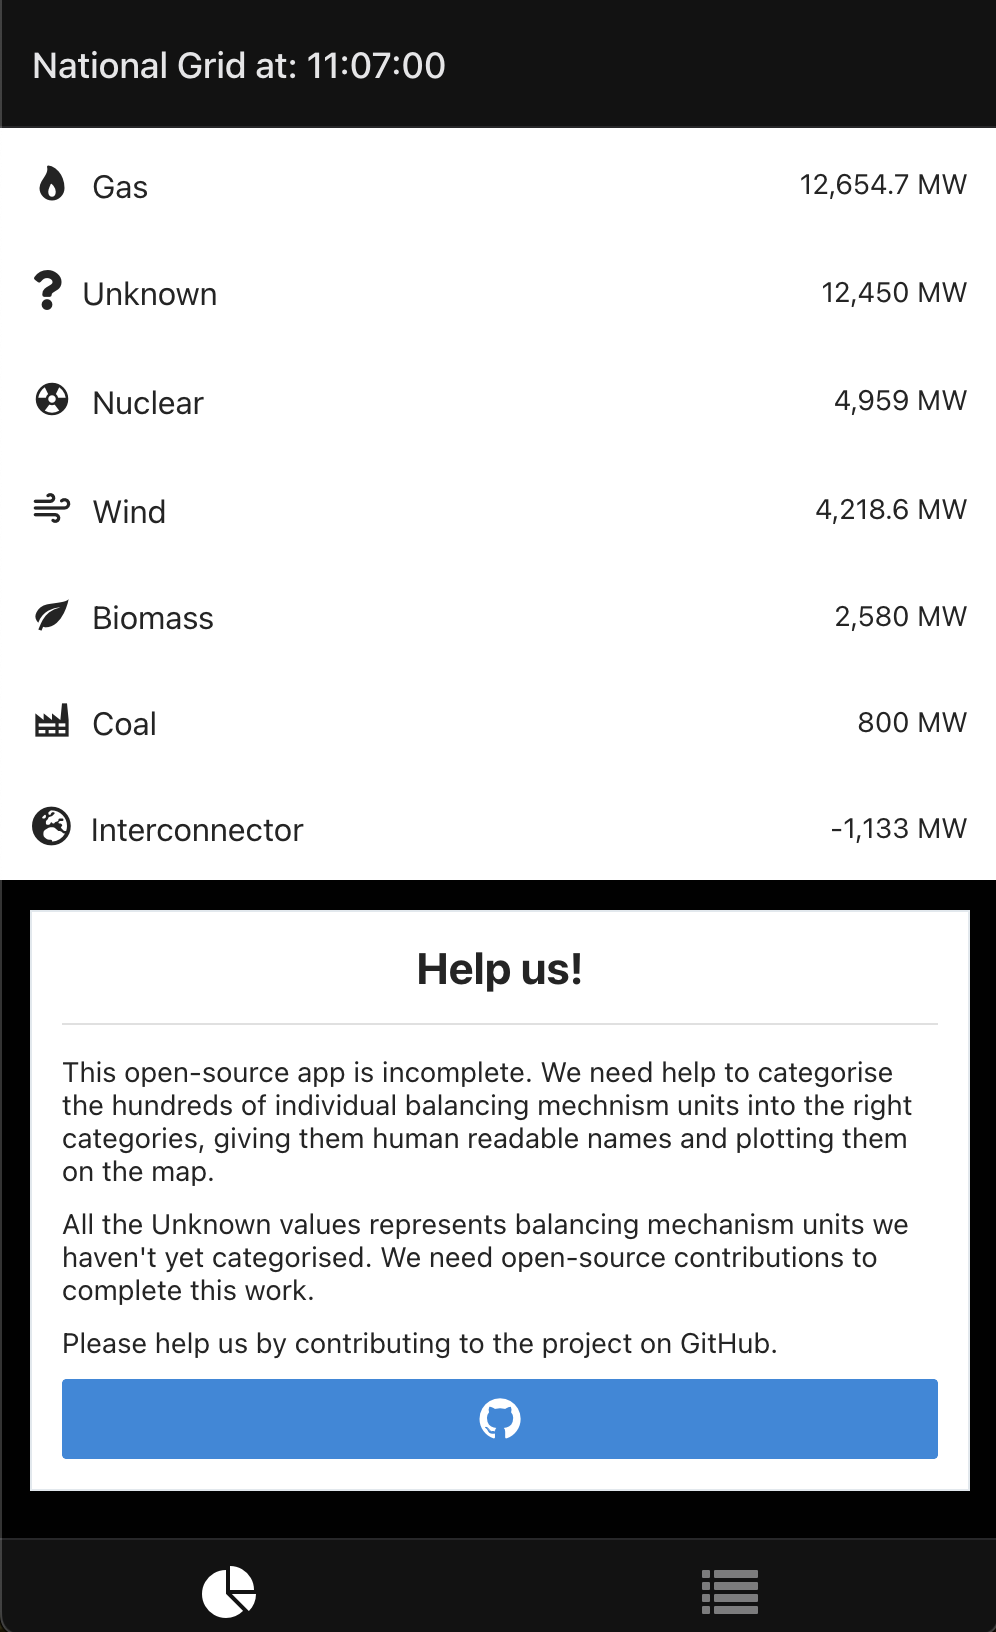 National Grid at: 11:07:00
Gas 12,654.7 MW
Unknown 12,450 MW
Nuclear 4,959 MW
Wind 4,218.6 MW
Biomass 2,580 MW
Coal 800 MW
Interconnector -1,133 MW
Help us!
This open-source app is incomplete. We need help to categorise
the hundreds of individual balancing mechnism units into the right
categories, giving them human readable names and plotting them
on the map.
All the Unknown values represents balancing mechanism units we
haven't yet categorised. We need open-source contributions to
complete this work.
Please help us by contributing to the project on GitHub.